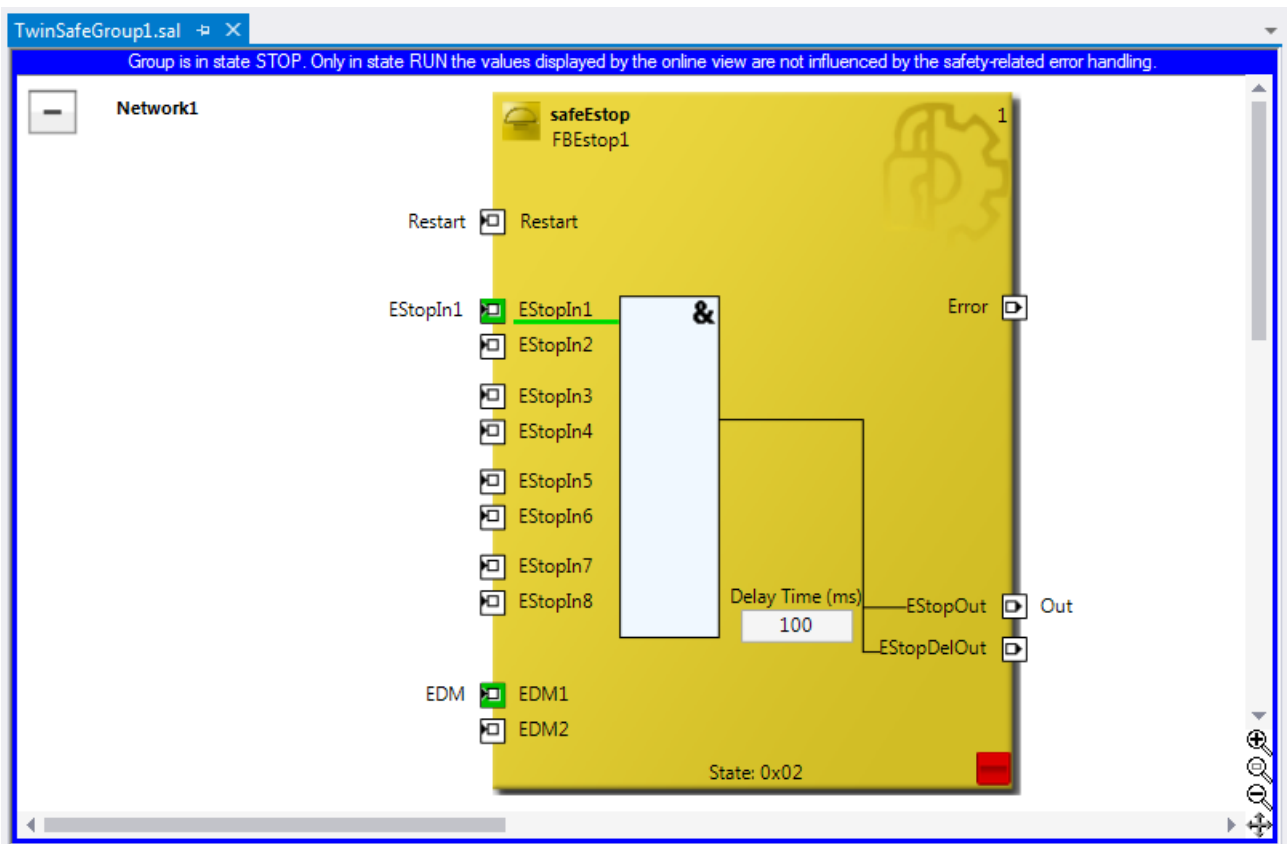 TwinSafeGroup1.sal
Group is in state STOP. Only in state RUN the values displayed by the online view are not influenced by the safety-related error handling.
Network1
safeEstop
FBEstop1
1
Restart Restart
EStopIn1 EStopIn1 & Error
EStopIn2
EStopIn3
EStopIn4
EStopIn5
EStopIn6
EStopIn7
EStopIn8
Delay Time (ms)
100
EStopOut Out
EStopDelOut
EDM EDM1
EDM2
State: 0x02